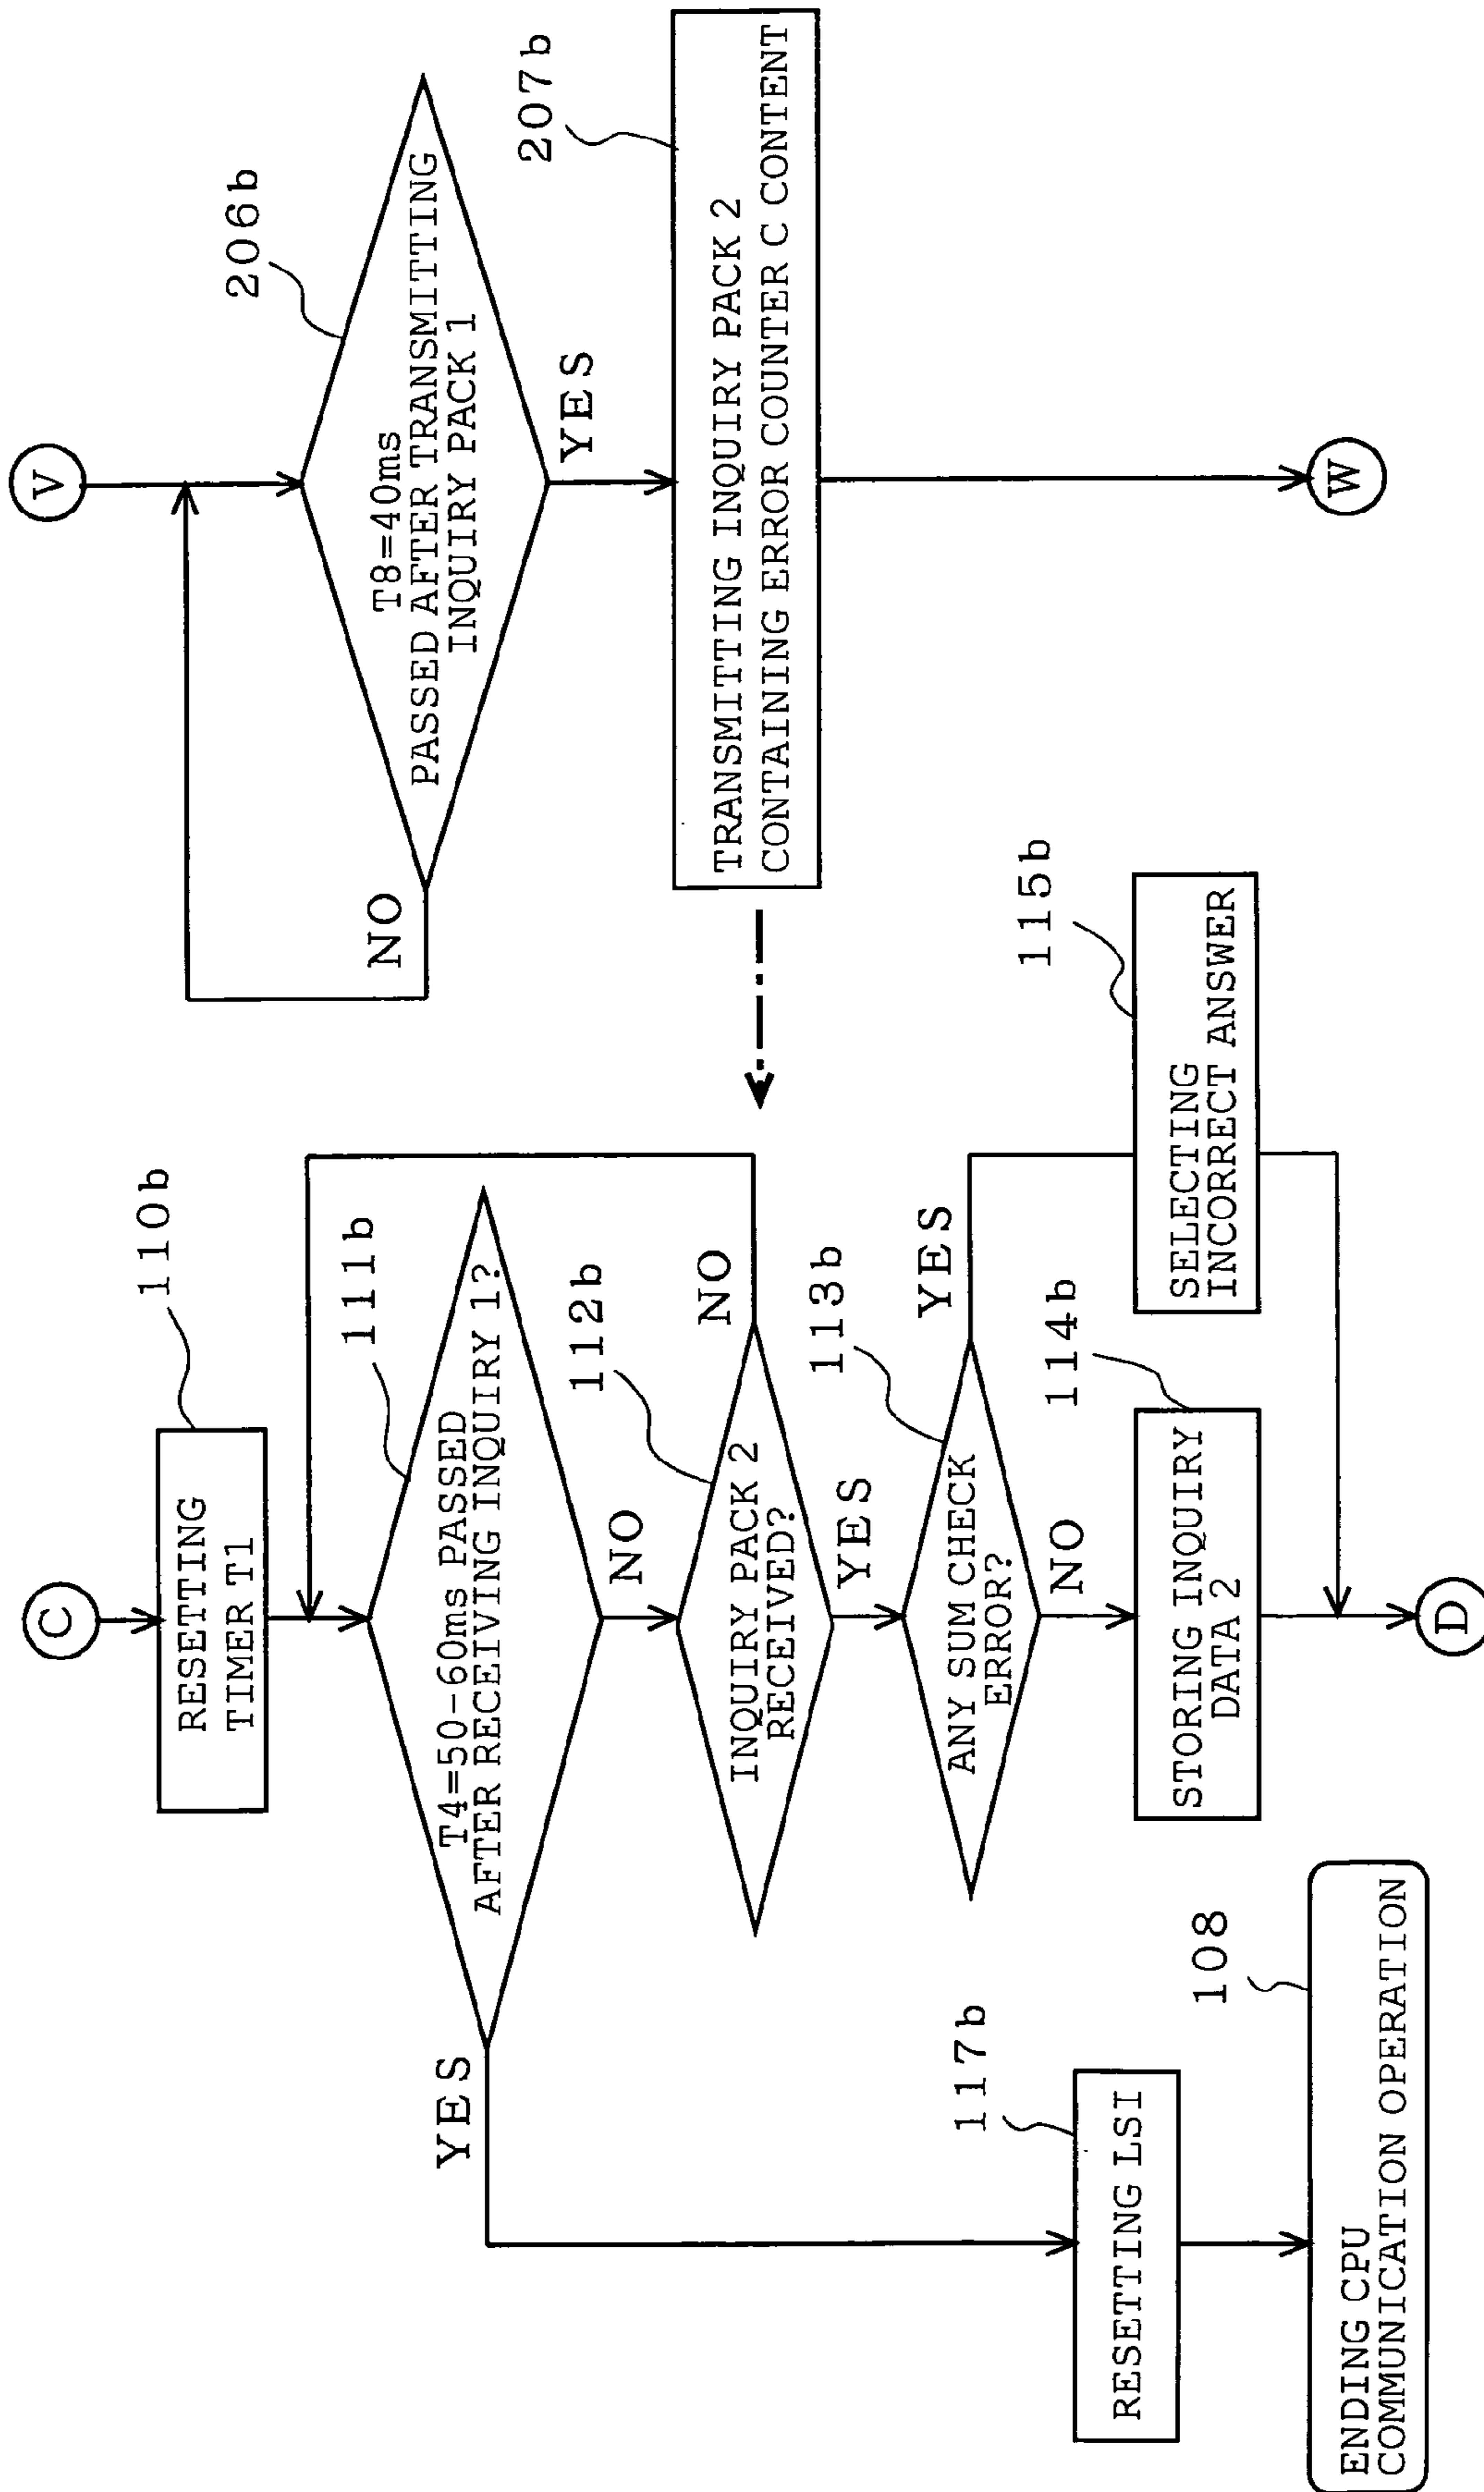 C
RESETTING
TIMER T1
110b
T4=50-60ms PASSED
AFTER RECEIVING INQUIRY 1?
111b
YES
NO
INQUIRY PACK 2
RECEIVED?
112b
NO
YES
ANY SUM CHECK
ERROR?
113b
YES
NO
STORING INQUIRY
DATA 2
114b
SELECTING
INCORRECT ANSWER
115b
D
RESETTING LSI
117b
ENDING CPU
COMMUNICATION OPERATION
108
V
T8=40ms
PASSED AFTER TRANSMITTING
INQUIRY PACK 1
206b
NO
YES
TRANSMITTING INQUIRY PACK 2
CONTAINING ERROR COUNTER C CONTENT
207b
W